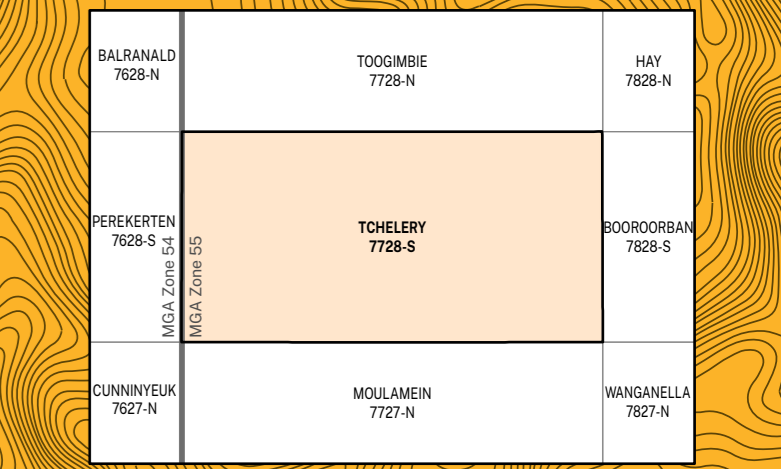 BALRANALD
7628-N
TOOGIMBIE
7728-N
HAY
7828-N
PEREKERTEN
7628-S
MGA Zone 54
MGA Zone 55
TCHELERY
7728-S
BOOROORBAN
7828-S
CUNNINYEUK
7627-N
MOULAMEIN
7727-N
WANGANELLA
7827-N